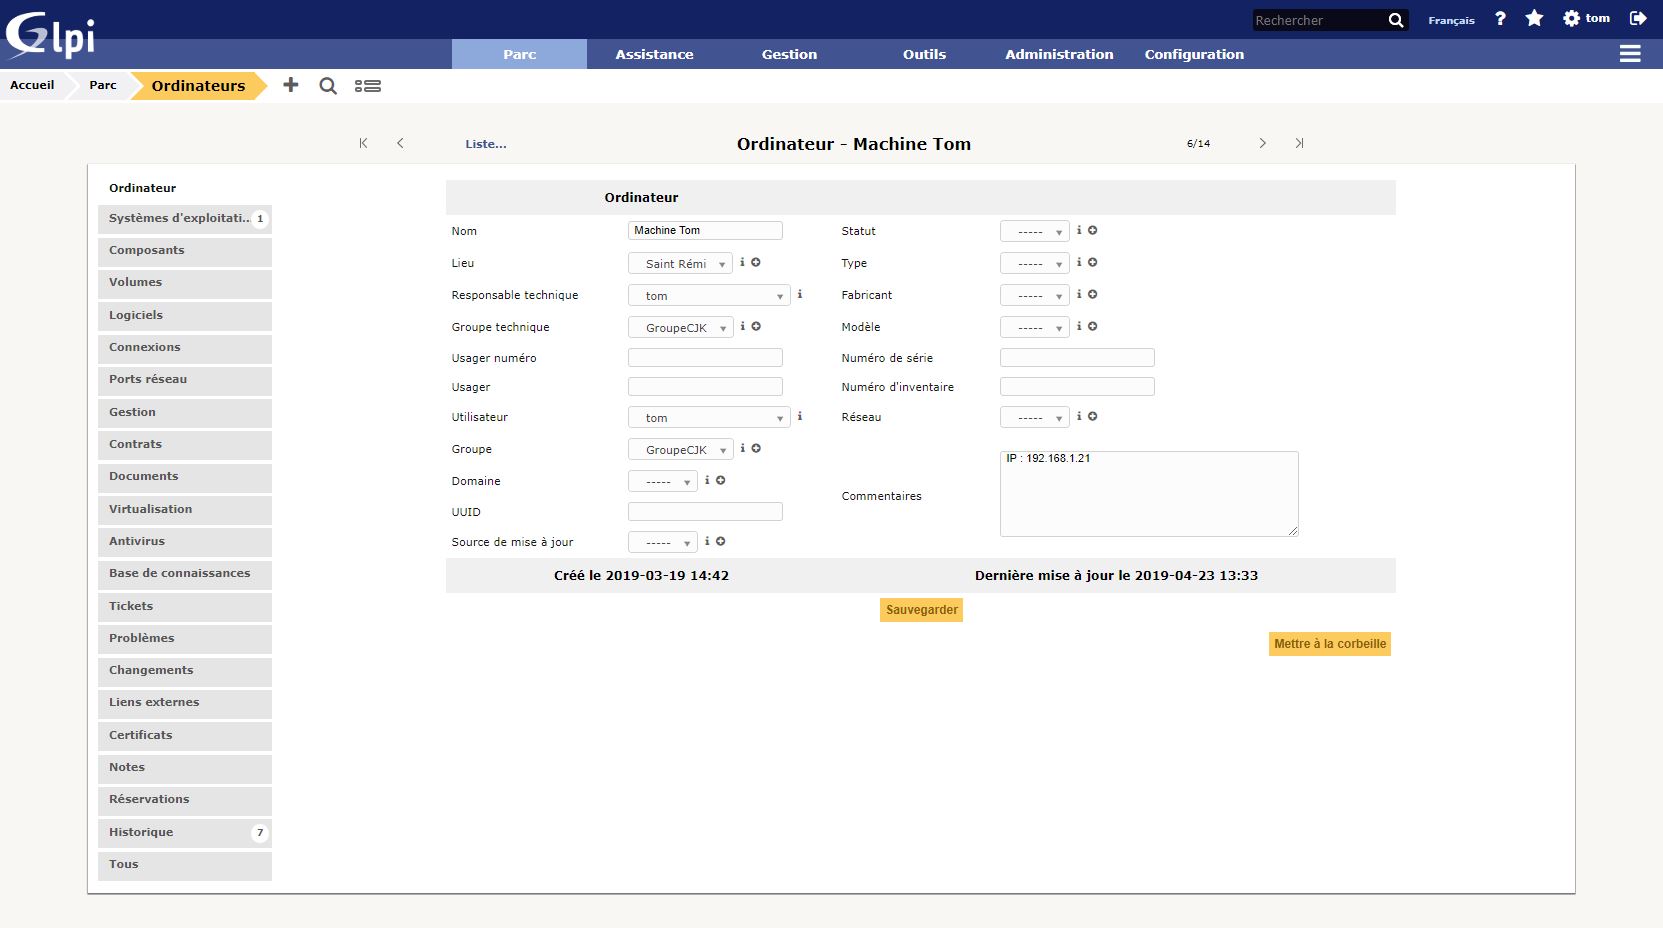 Glpi
Rechercher
Français ? tom
Parc Assistance Gestion Outils Administration Configuration
Accueil Parc Ordinateurs
Liste... Ordinateur - Machine Tom 6/14
Ordinateur
Systèmes d'exploitati... 1
Composants
Volumes
Logiciels
Connexions
Ports réseau
Gestion
Contrats
Documents
Virtualisation
Antivirus
Base de connaissances
Tickets
Problèmes
Changements
Liens externes
Certificats
Notes
Réservations
Historique 7
Tous
Ordinateur
Nom Machine Tom Statut -----
Lieu Saint Rémi Type -----
Responsable technique tom Fabricant -----
Groupe technique GroupeCJK Modèle -----
Usager numéro Numéro de série
Usager Numéro d'inventaire
Utilisateur tom Réseau -----
Groupe GroupeCJK
IP : 192.168.1.21
Domaine -----
Commentaires
UUID
Source de mise à jour -----
Créé le 2019-03-19 14:42 Dernière mise à jour le 2019-04-23 13:33
Sauvegarder
Mettre à la corbeille